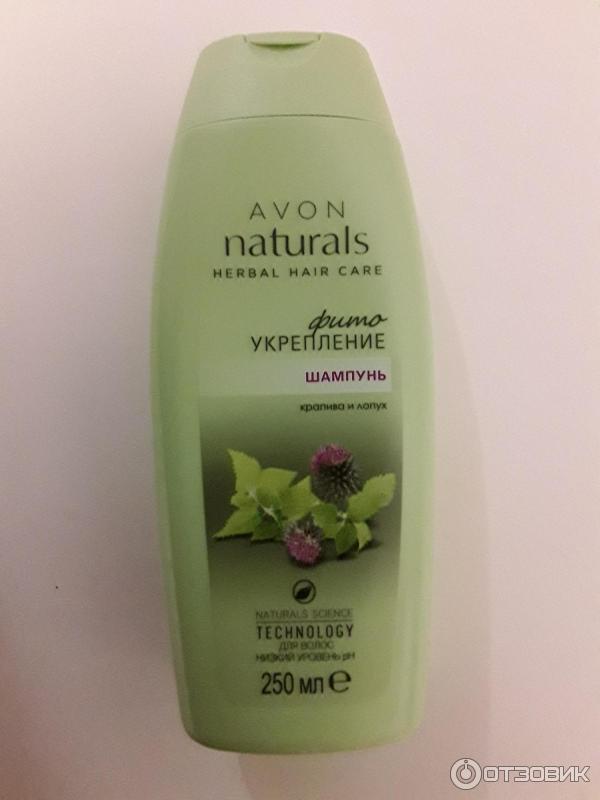 AVON
naturals
HERBAL HAIR CARE
фито
УКРЕПЛЕНИЕ
ШАМПУНЬ
крапива и лопух
NATURALS SCIENCE
TECHNOLOGY
ДЛЯ ВОЛОС
НИЗКИЙ УРОВЕНЬ pH
250 МЛ ℮
ОТЗОВИК